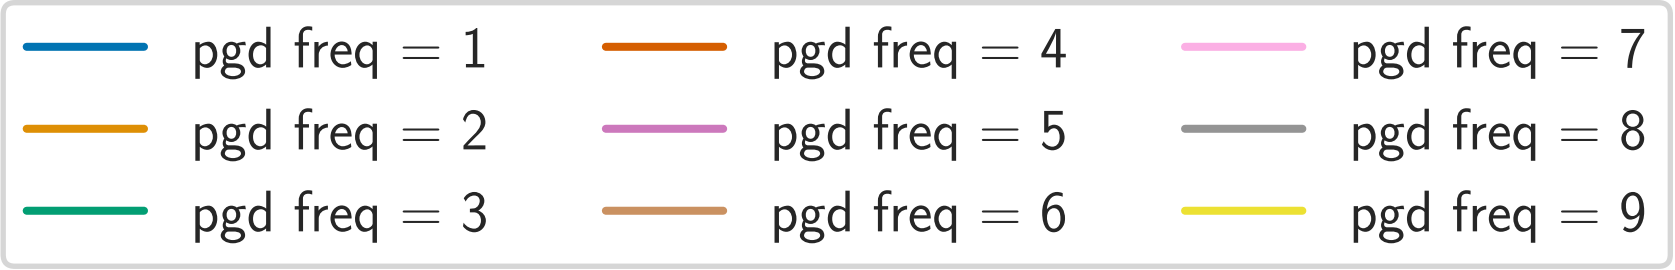 pgd freq = 1 pgd freq = 4 pgd freq = 7
pgd freq = 2 pgd freq = 5 pgd freq = 8
pgd freq = 3 pgd freq = 6 pgd freq = 9